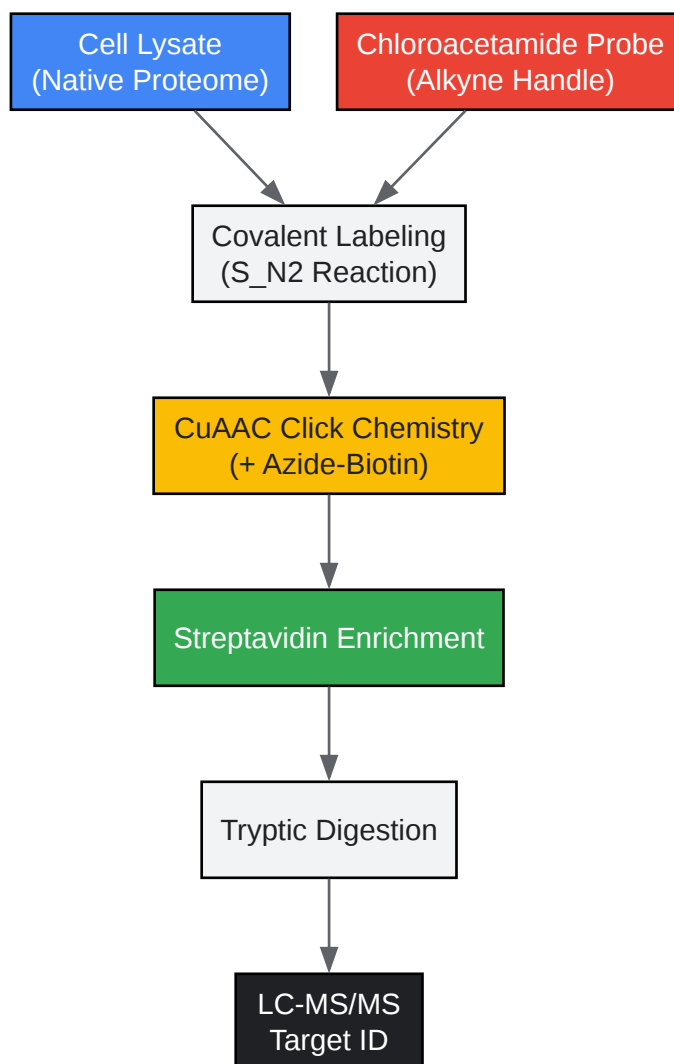 Cell Lysate
(Native Proteome)
Chloroacetamide Probe
(Alkyne Handle)
Covalent Labeling
(S_N2 Reaction)
CuAAC Click Chemistry
(+ Azide-Biotin)
Streptavidin Enrichment
Tryptic Digestion
LC-MS/MS
Target ID